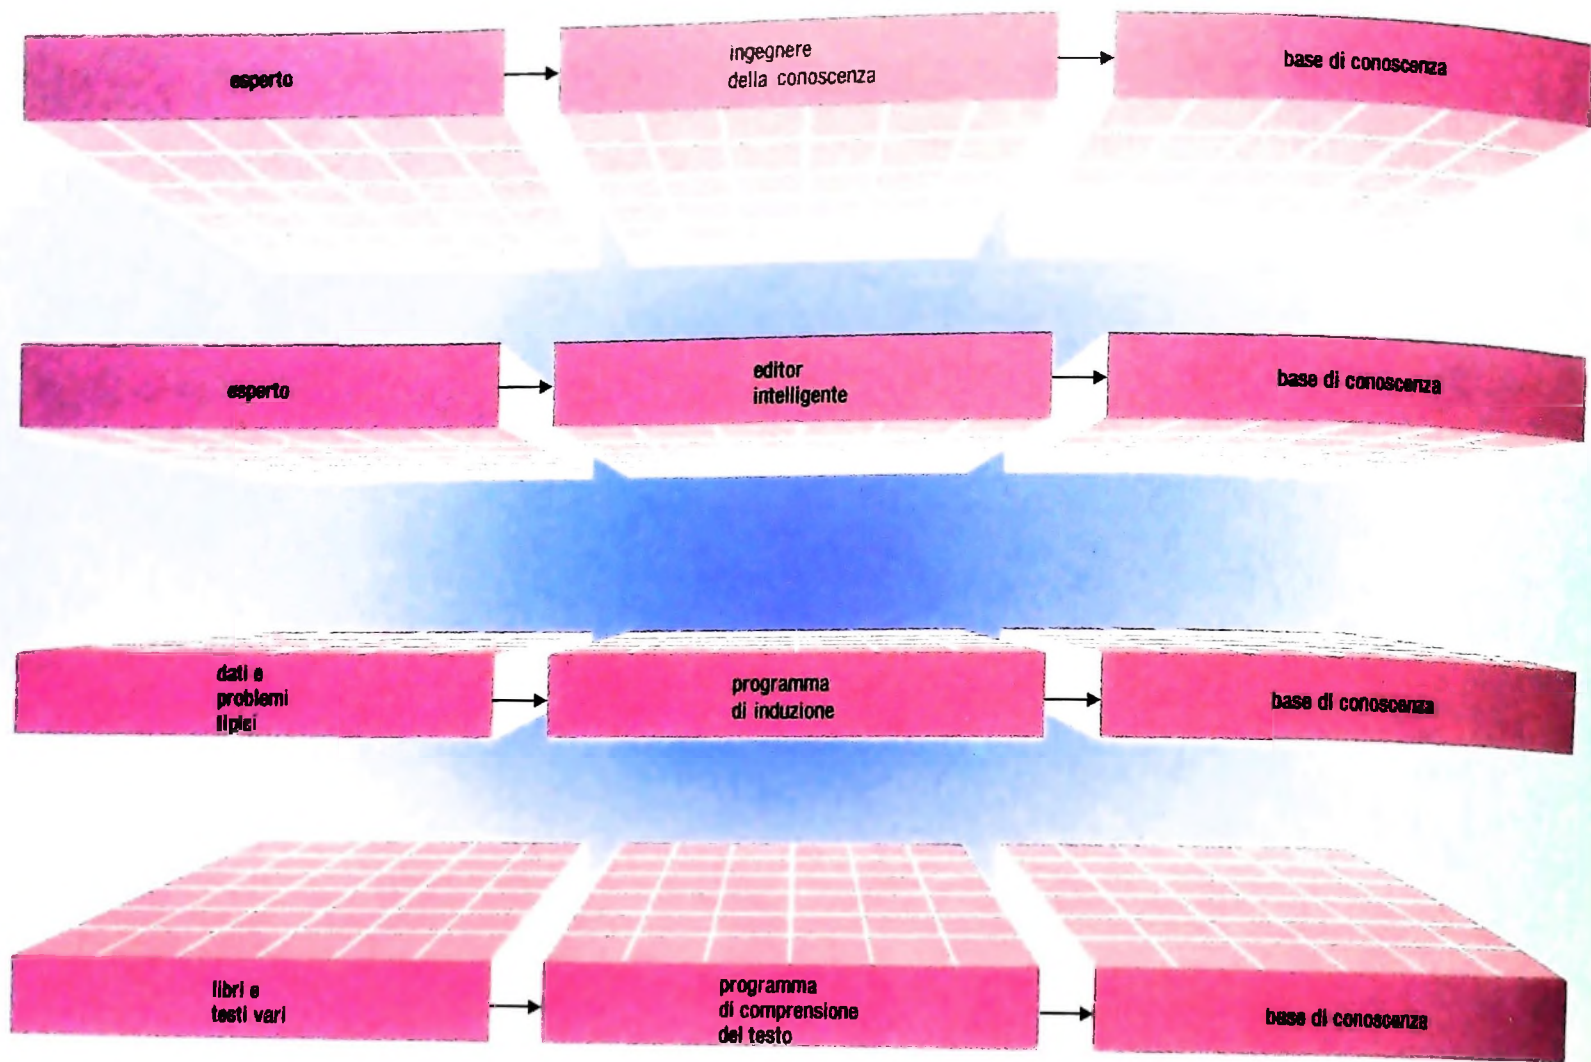 esperto
ingegnere
della conoscenza
base di conoscenza
esperto
editor
intelligente
base di conoscenza
dati e
problemi
tipici
programma
di induzione
base di conoscenza
libri e
testi vari
programma
di comprensione
del testo
base di conoscenza